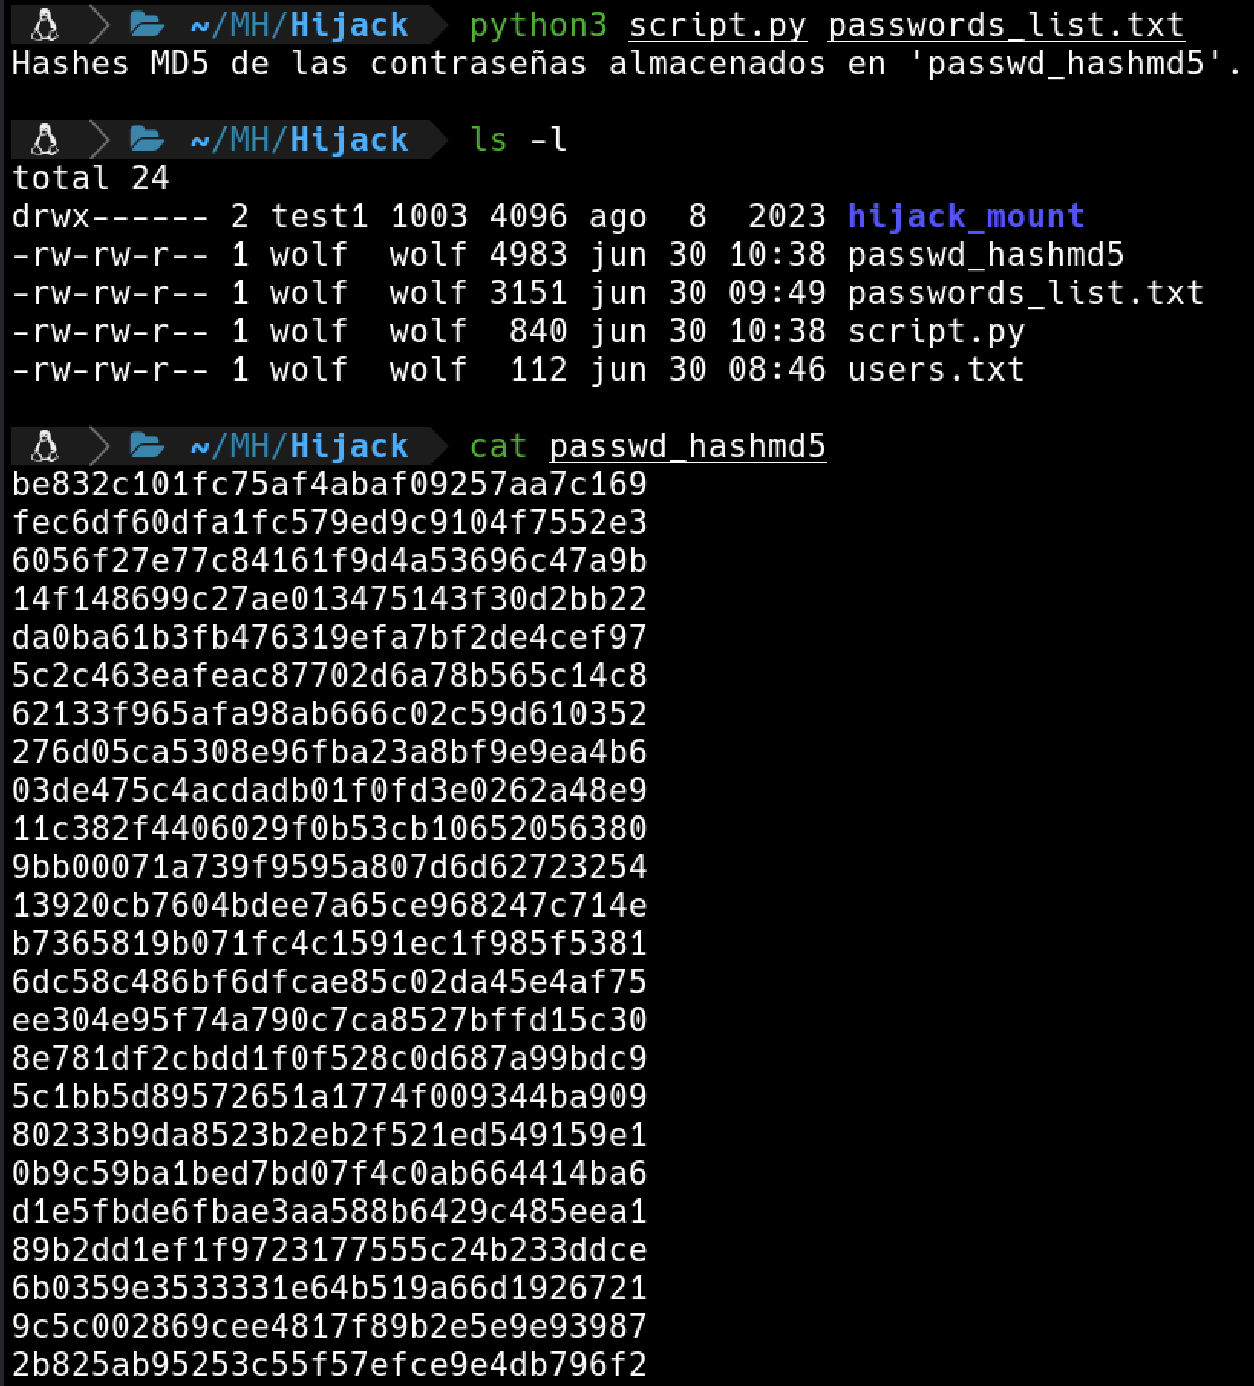 ~/MH/Hijack python3 script.py passwords_list.txt
Hashes MD5 de las contraseñas almacenados en 'passwd_hashmd5'.
~/MH/Hijack ls -l
total 24
drwx------ 2 test1 1003 4096 ago  8  2023 hijack_mount
-rw-rw-r-- 1 wolf  wolf 4983 jun 30 10:38 passwd_hashmd5
-rw-rw-r-- 1 wolf  wolf 3151 jun 30 09:49 passwords_list.txt
-rw-rw-r-- 1 wolf  wolf  840 jun 30 10:38 script.py
-rw-rw-r-- 1 wolf  wolf  112 jun 30 08:46 users.txt
~/MH/Hijack cat passwd_hashmd5
be832c101fc75af4abaf09257aa7c169
fec6df60dfa1fc579ed9c9104f7552e3
6056f27e77c84161f9d4a53696c47a9b
14f148699c27ae013475143f30d2bb22
da0ba61b3fb476319efa7bf2de4cef97
5c2c463eafeac87702d6a78b565c14c8
62133f965afa98ab666c02c59d610352
276d05ca5308e96fba23a8bf9e9ea4b6
03de475c4acdadb01f0fd3e0262a48e9
11c382f4406029f0b53cb10652056380
9bb00071a739f9595a807d6d62723254
13920cb7604bdee7a65ce968247c714e
b7365819b071fc4c1591ec1f985f5381
6dc58c486bf6dfcae85c02da45e4af75
ee304e95f74a790c7ca8527bffd15c30
8e781df2cbdd1f0f528c0d687a99bdc9
5c1bb5d89572651a1774f009344ba909
80233b9da8523b2eb2f521ed549159e1
0b9c59ba1bed7bd07f4c0ab664414ba6
d1e5fbde6fbae3aa588b6429c485eea1
89b2dd1ef1f9723177555c24b233ddce
6b0359e3533331e64b519a66d1926721
9c5c002869cee4817f89b2e5e9e93987
2b825ab95253c55f57efce9e4db796f2